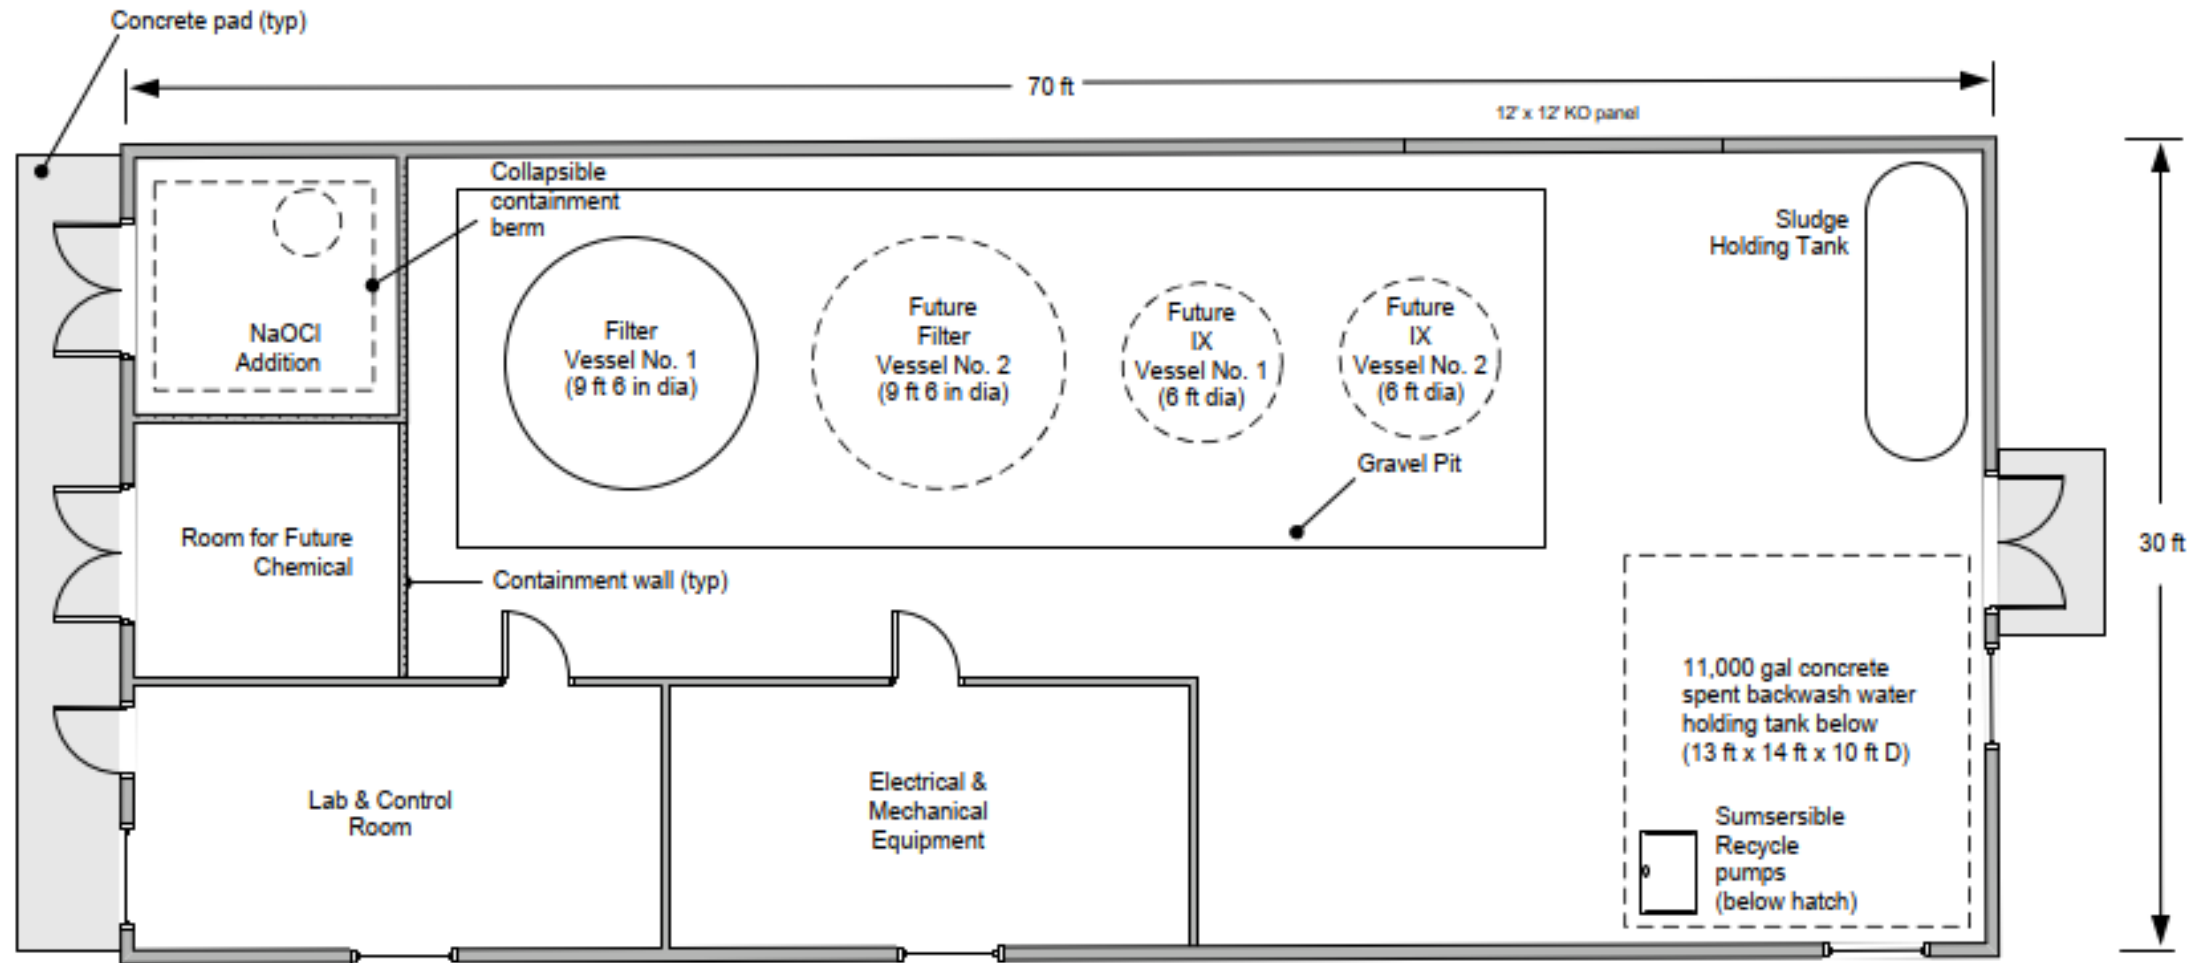 Concrete pad (typ)
70 ft
12' x 12' KO panel
Collapsible
containment
berm
Sludge
Holding Tank
NaOCl
Addition
Filter
Vessel No. 1
(9 ft 6 in dia)
Future
Filter
Vessel No. 2
(9 ft 6 in dia)
Future
IX
Vessel No. 1
(6 ft dia)
Future
IX
Vessel No. 2
(6 ft dia)
Gravel Pit
Room for Future
Chemical
Containment wall (typ)
30 ft
11,000 gal concrete
spent backwash water
holding tank below
(13 ft x 14 ft x 10 ft D)
Lab & Control
Room
Electrical &
Mechanical
Equipment
Sumsersible
Recycle
pumps
(below hatch)